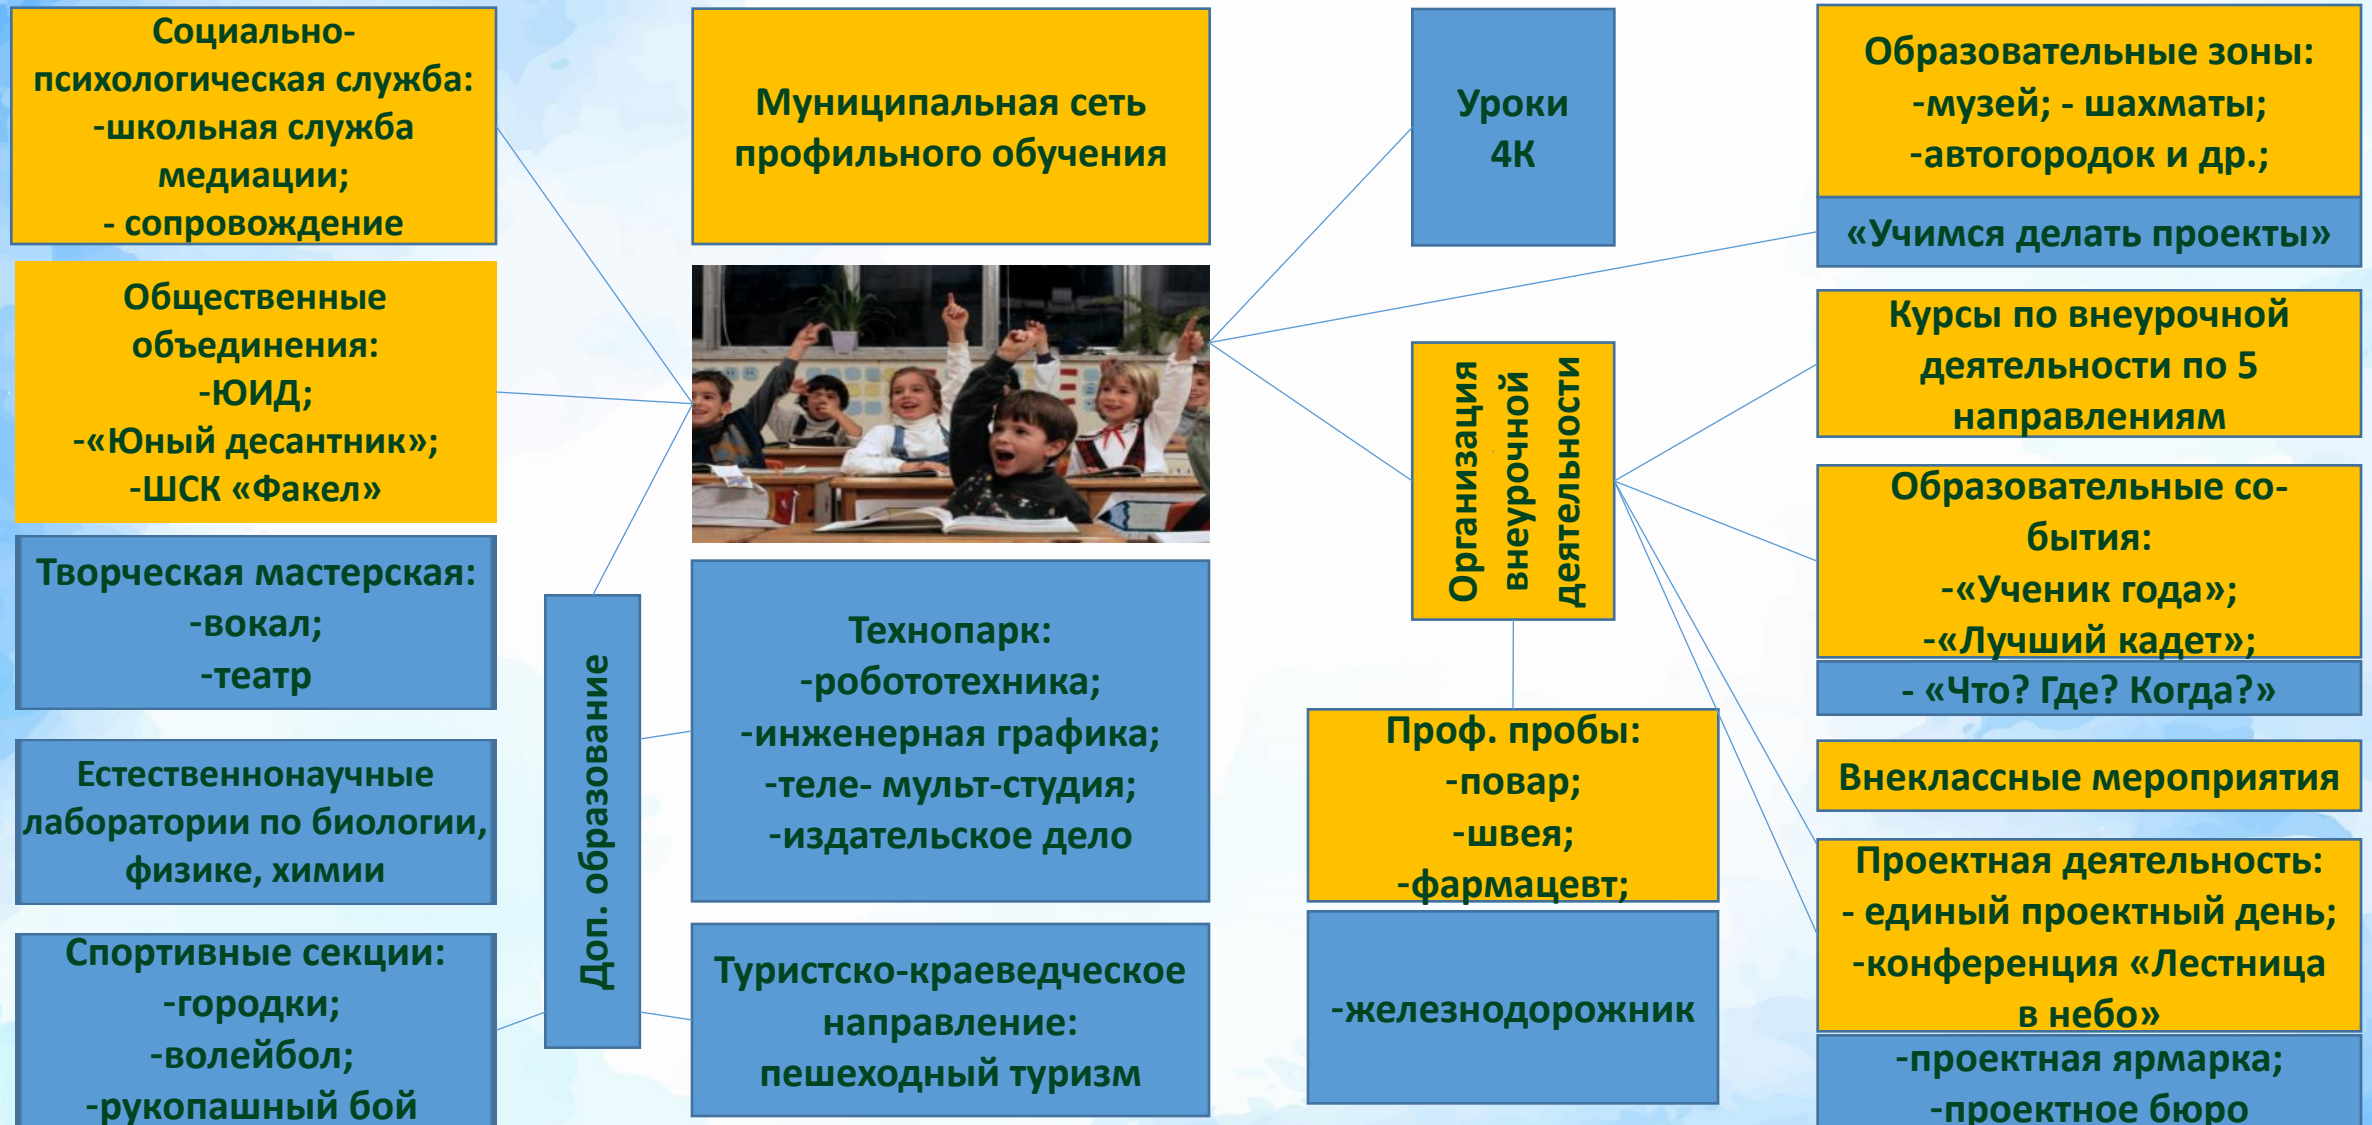 Социально-
психологическая служба:
-школьная служба
медиации;
- сопровождение
Общественные
объединения:
-ЮИД;
-«Юный десантник»;
-ШСК «Факел»
Творческая мастерская:
-вокал;
-театр
Естественнонаучные
лаборатории по биологии,
физике, химии
Спортивные секции:
-городки;
-волейбол;
-рукопашный бой
Доп. образование
Муниципальная сеть
профильного обучения
Технопарк:
-робототехника;
-инженерная графика;
-теле- мульт-студия;
-издательское дело
Туристско-краеведческое
направление:
пешеходный туризм
Уроки
4К
Организация
внеурочной
деятельности
Проф. пробы:
-повар;
-швея;
-фармацевт;
-железнодорожник
Образовательные зоны:
-музей; - шахматы;
-автогородок и др.;
«Учимся делать проекты»
Курсы по внеурочной
деятельности по 5
направлениям
Образовательные со-
бытия:
-«Ученик года»;
-«Лучший кадет»;
- «Что? Где? Когда?»
Внеклассные мероприятия
Проектная деятельность:
- единый проектный день;
-конференция «Лестница
в небо»
-проектная ярмарка;
-проектное бюро